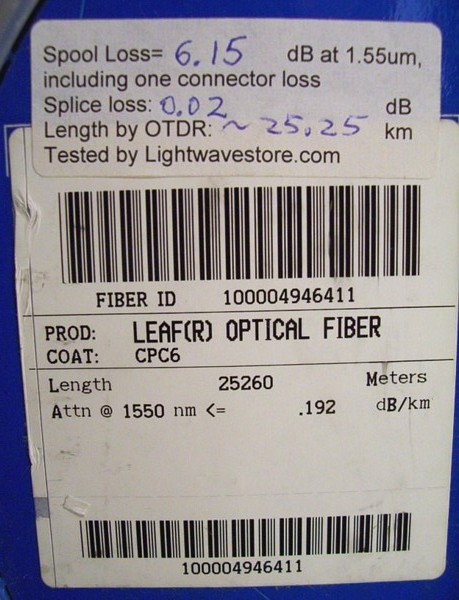 Spool Loss= 6.15 dB at 1.55um,
including one connector loss
Splice loss: 0.02 dB
Length by OTDR: ~ 25.25 km
Tested by Lightwavestore.com
FIBER ID 100004946411
PROD: LEAF(R) OPTICAL FIBER
COAT: CPC6
Length 25260 Meters
Attn @ 1550 nm <= .192 dB/km
100004946411